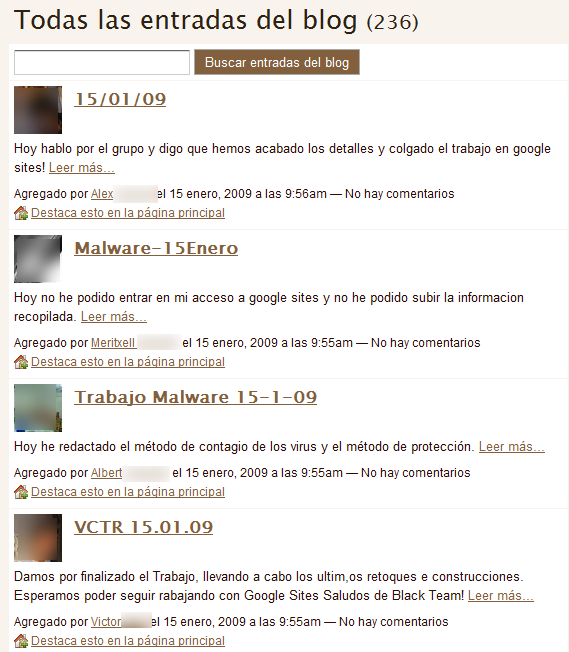 Todas las entradas del blog (236)
Buscar entradas del blog
15/01/09
Hoy hablo por el grupo y digo que hemos acabado los detalles y colgado el trabajo en google
sites! Leer más...
Agregado por Alex el 15 enero, 2009 a las 9:56am — No hay comentarios
Destaca esto en la página principal
Malware-15Enero
Hoy no he podido entrar en mi acceso a google sites y no he podido subir la informacion
recopilada. Leer más...
Agregado por Meritxell el 15 enero, 2009 a las 9:55am — No hay comentarios
Destaca esto en la página principal
Trabajo Malware 15-1-09
Hoy he redactado el método de contagio de los virus y el método de protección. Leer más...
Agregado por Albert el 15 enero, 2009 a las 9:55am — No hay comentarios
Destaca esto en la página principal
VCTR 15.01.09
Damos por finalizado el Trabajo, llevando a cabo los ultim,os retoques e construcciones.
Esperamos poder seguir rabajando con Google Sites Saludos de Black Team! Leer más...
Agregado por Victor el 15 enero, 2009 a las 9:55am — No hay comentarios
Destaca esto en la página principal